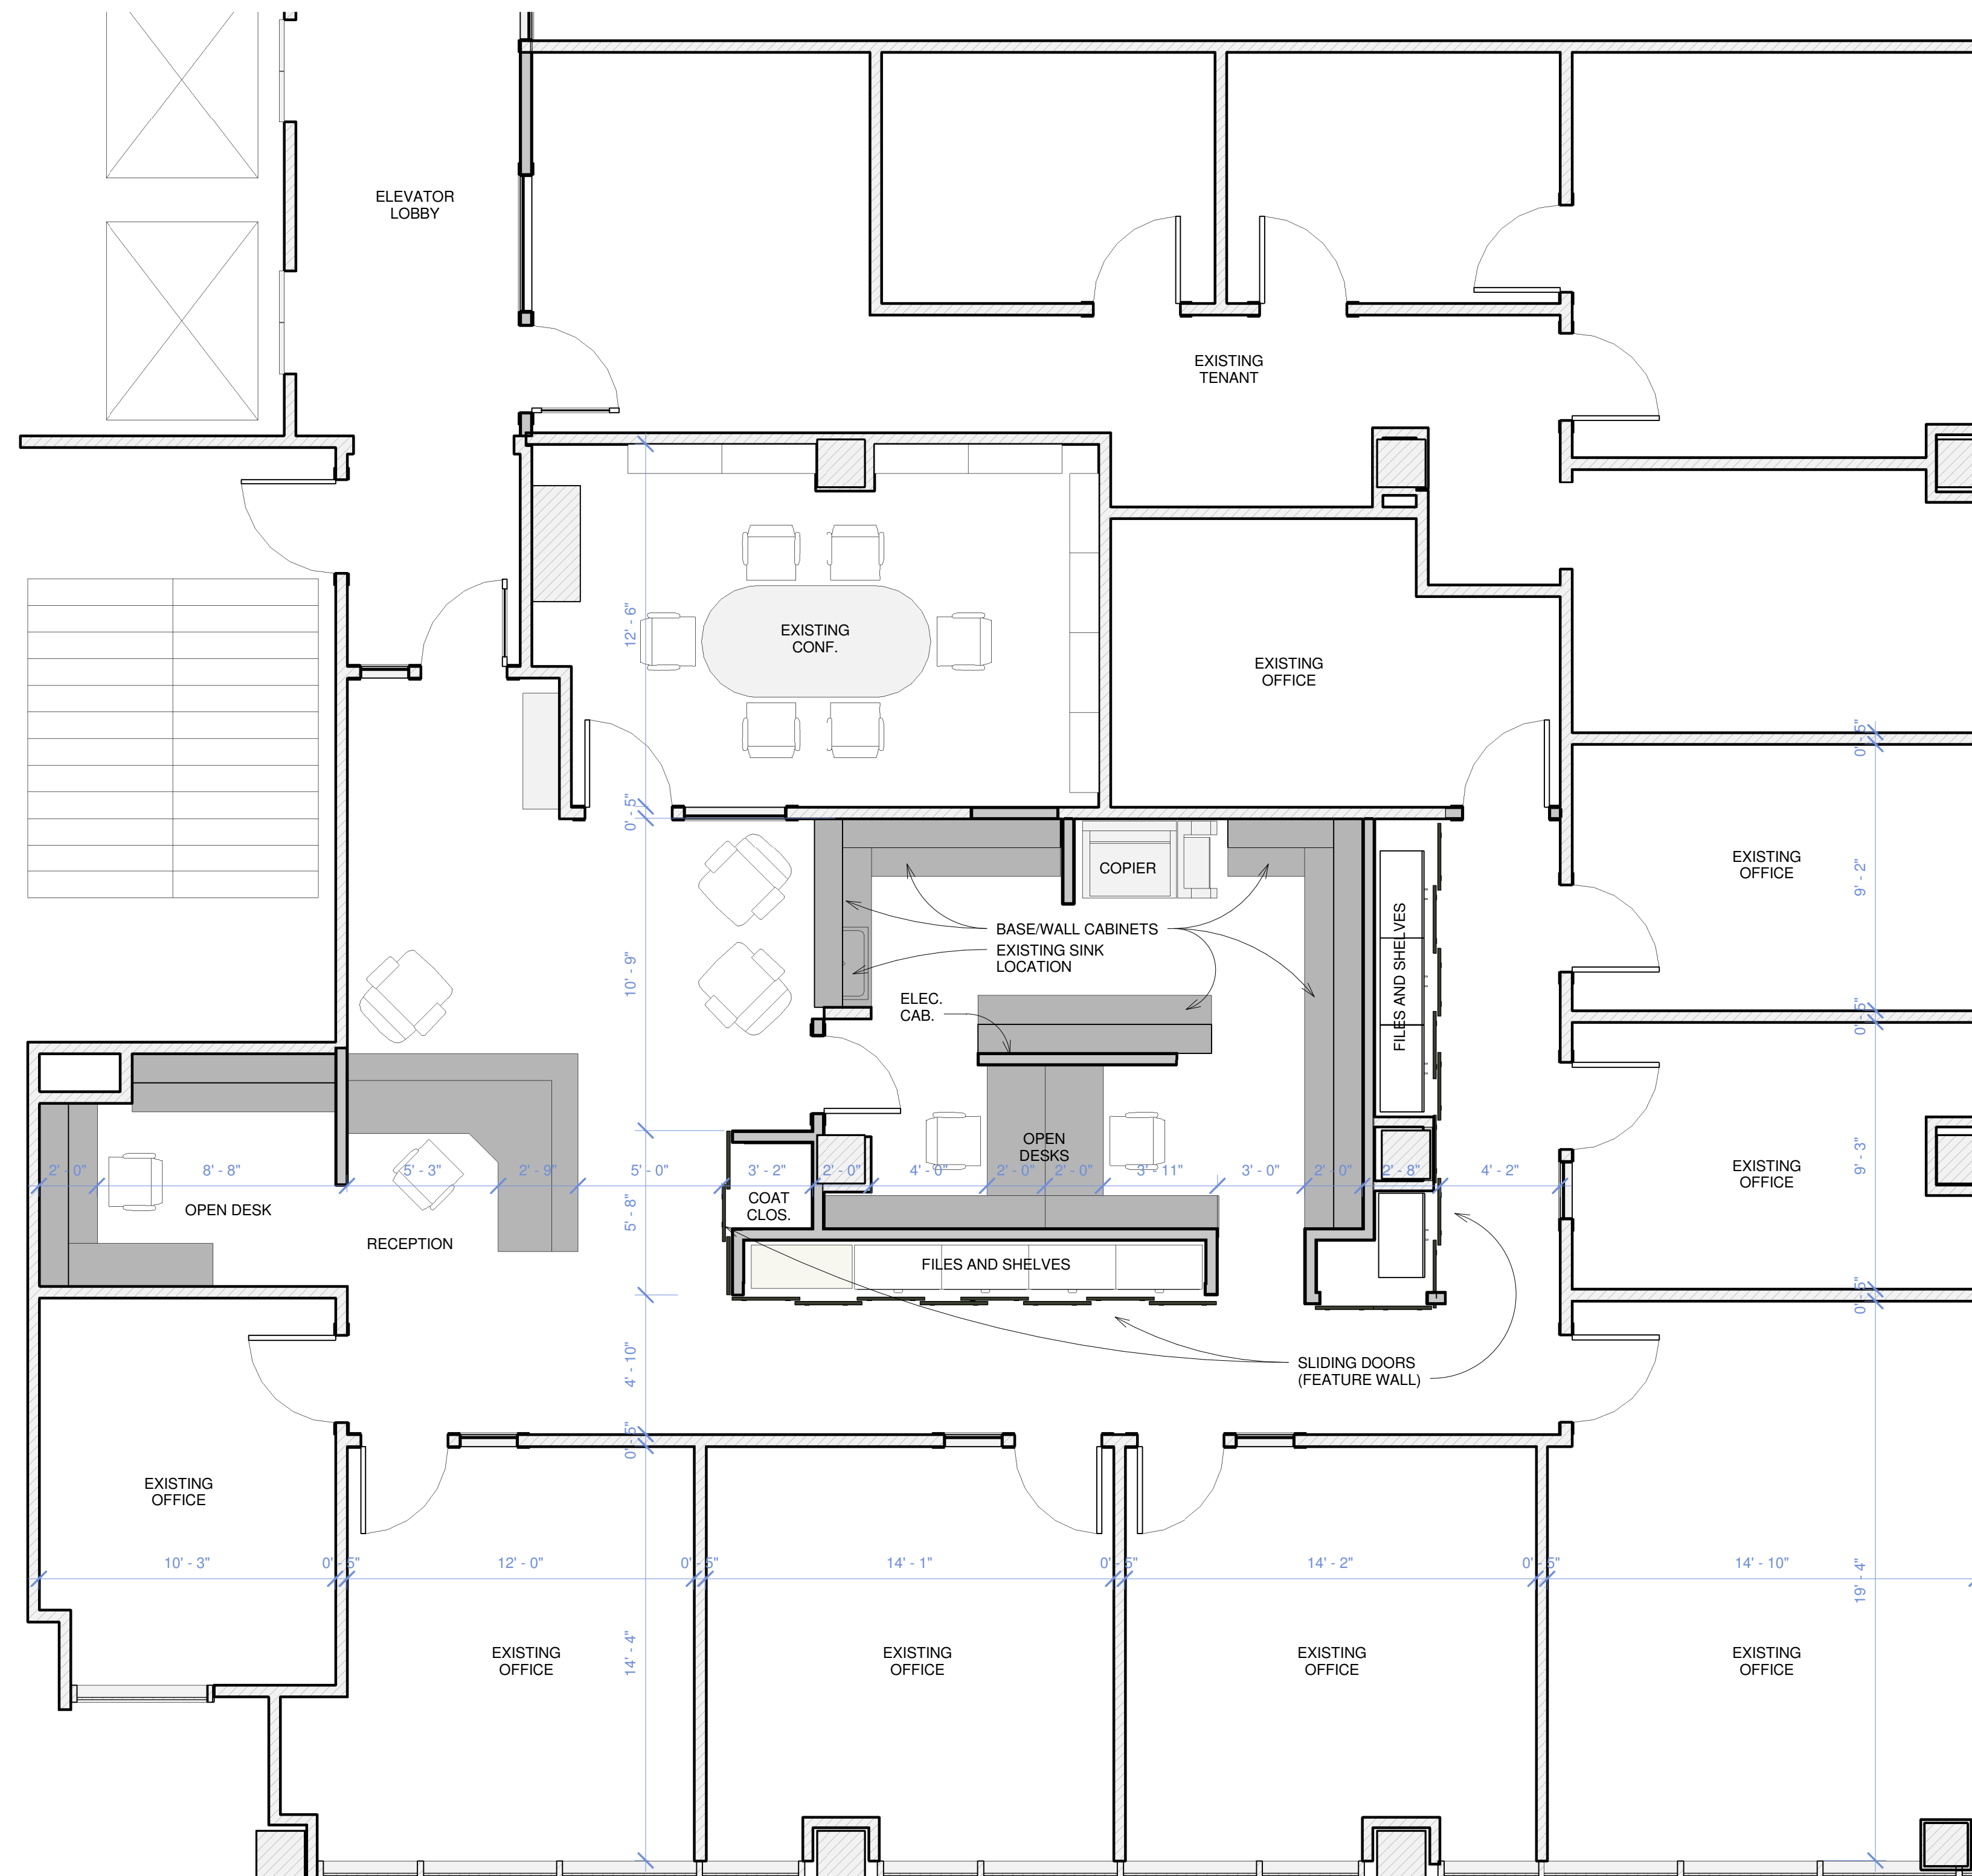 ELEVATOR
LOBBY
EXISTING
TENANT
12' - 6"
EXISTING
CONF.
EXISTING
OFFICE
0' - 5"
0' - 5"
COPIER
EXISTING
OFFICE
9' - 2"
BASE/WALL CABINETS
EXISTING SINK
LOCATION
FILES AND SHELVES
10' - 9"
ELEC.
CAB.
0' - 5"
OPEN
DESKS
2' - 0"
8' - 8"
5' - 3"
2' - 9"
5' - 0"
3' - 2"
2' - 0"
4' - 0"
2' - 0"
2' - 0"
3' - 11"
3' - 0"
2' - 0"
2' - 8"
4' - 2"
EXISTING
OFFICE
9' - 3"
OPEN DESK
COAT
CLOS.
5' - 8"
RECEPTION
FILES AND SHELVES
0' - 5"
4' - 10"
SLIDING DOORS
(FEATURE WALL)
0' - 5"
EXISTING
OFFICE
10' - 3"
0' - 5"
12' - 0"
0' - 5"
14' - 1"
0' - 5"
14' - 2"
0' - 5"
14' - 10"
19' - 4"
14' - 4"
EXISTING
OFFICE
EXISTING
OFFICE
EXISTING
OFFICE
EXISTING
OFFICE